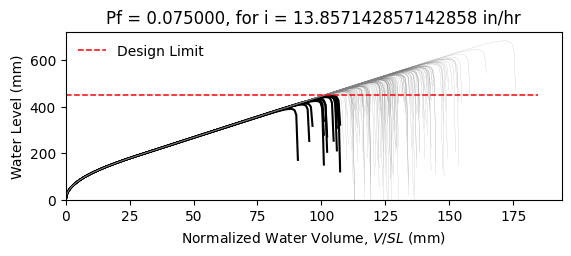 Pf = 0.075000, for i = 13.857142857142858 in/hr
Water Level (mm)
600
400
200
0
Design Limit
0 25 50 75 100 125 150 175
Normalized Water Volume, V/SL (mm)